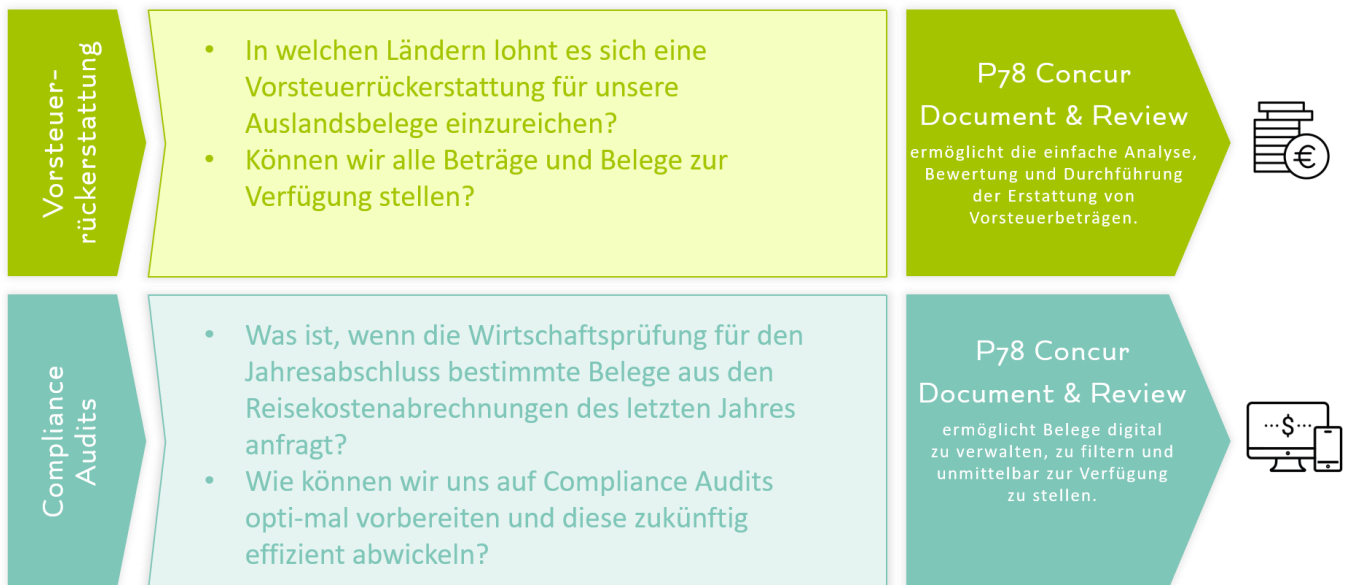 Vorsteuer-
rückerstattung
• In welchen Ländern lohnt es sich eine
Vorsteuerrückerstattung für unsere
Auslandsbelege einzureichen?
• Können wir alle Beträge und Belege zur
Verfügung stellen?
P78 Concur
Document & Review
ermöglicht die einfache Analyse,
Bewertung und Durchführung
der Erstattung von
Vorsteuerbeträgen.
€
Compliance
Audits
• Was ist, wenn die Wirtschaftsprüfung für den
Jahresabschluss bestimmte Belege aus den
Reisekostenabrechnungen des letzten Jahres
anfragt?
• Wie können wir uns auf Compliance Audits
opti-mal vorbereiten und diese zukünftig
effizient abwickeln?
P78 Concur
Document & Review
ermöglicht Belege digital
zu verwalten, zu filtern und
unmittelbar zur Verfügung
zu stellen.
···$···